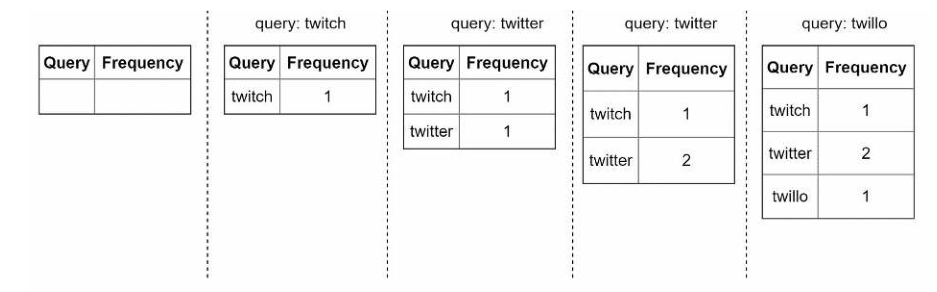 query: twitch
query: twitter
query: twitter
query: twillo
Query Frequency
Query Frequency
twitch 1
Query Frequency
twitch 1
twitter 1
Query Frequency
twitch 1
twitter 2
Query Frequency
twitch 1
twitter 2
twillo 1